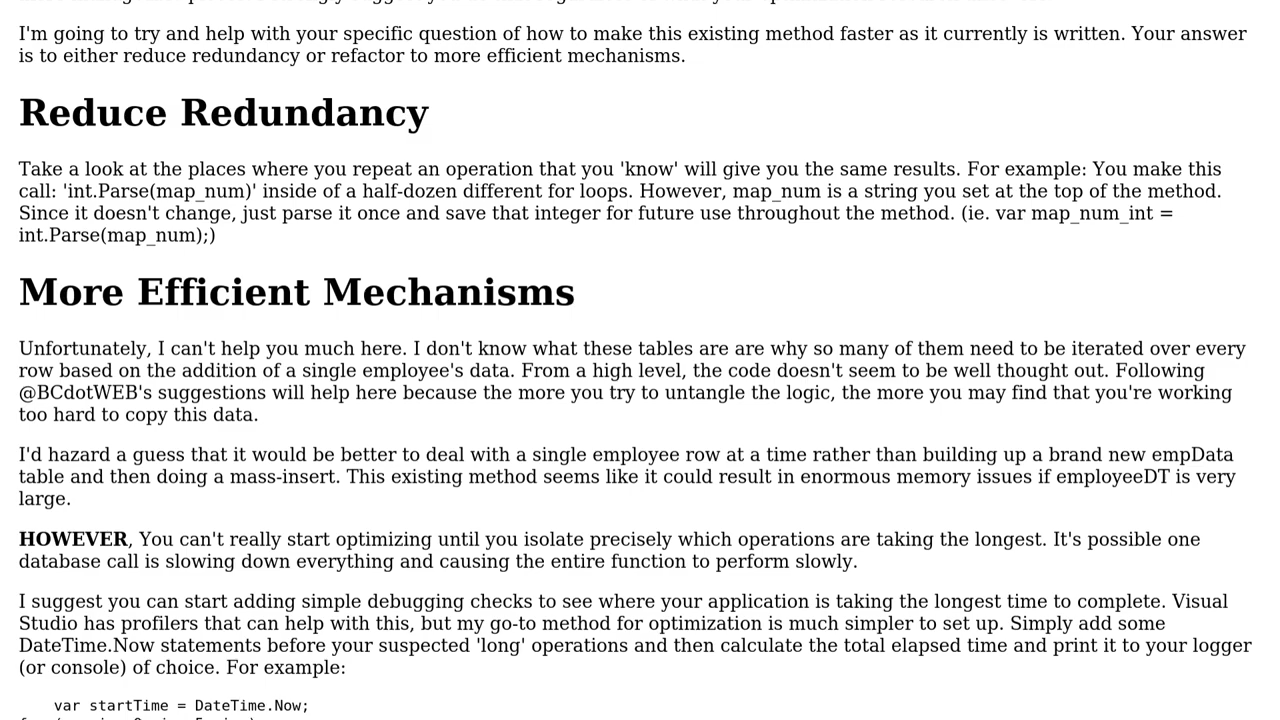 I'm going to try and help with your specific question of how to make this existing method faster as it currently is written. Your answer
is to either reduce redundancy or refactor to more efficient mechanisms.
Reduce Redundancy
Take a look at the places where you repeat an operation that you 'know' will give you the same results. For example: You make this
call: 'int.Parse(map_num)' inside of a half-dozen different for loops. However, map_num is a string you set at the top of the method.
Since it doesn't change, just parse it once and save that integer for future use throughout the method. (ie. var map_num_int =
int.Parse(map_num);)
More Efficient Mechanisms
Unfortunately, I can't help you much here. I don't know what these tables are are why so many of them need to be iterated over every
row based on the addition of a single employee's data. From a high level, the code doesn't seem to be well thought out. Following
@BCdotWEB's suggestions will help here because the more you try to untangle the logic, the more you may find that you're working
too hard to copy this data.
I'd hazard a guess that it would be better to deal with a single employee row at a time rather than building up a brand new empData
table and then doing a mass-insert. This existing method seems like it could result in enormous memory issues if employeeDT is very
large.
HOWEVER, You can't really start optimizing until you isolate precisely which operations are taking the longest. It's possible one
database call is slowing down everything and causing the entire function to perform slowly.
I suggest you can start adding simple debugging checks to see where your application is taking the longest time to complete. Visual
Studio has profilers that can help with this, but my go-to method for optimization is much simpler to set up. Simply add some
DateTime.Now statements before your suspected 'long' operations and then calculate the total elapsed time and print it to your logger
(or console) of choice. For example:
var startTime = DateTime.Now;